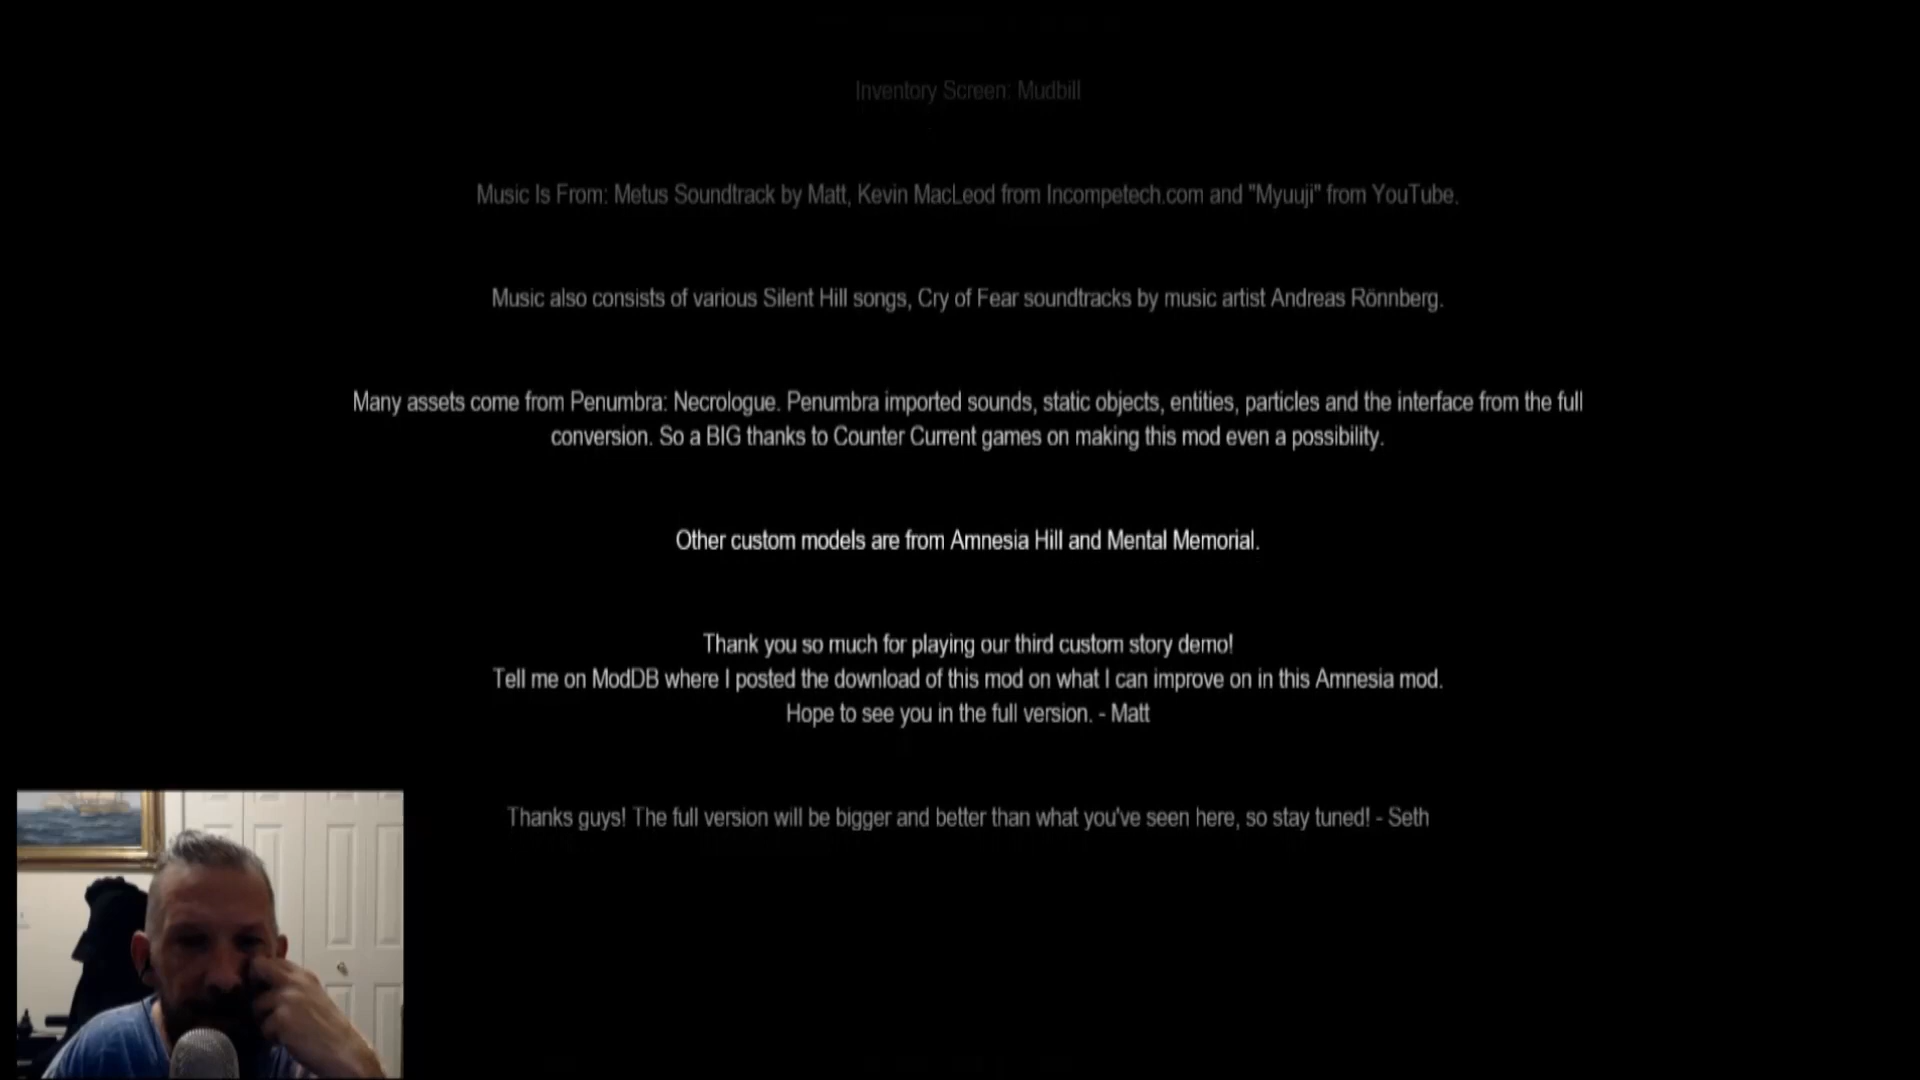 Inventory Screen: Mudbill
Music Is From: Metus Soundtrack by Matt, Kevin MacLeod from Incompetech.com and "Myuuji" from YouTube.
Music also consists of various Silent Hill songs, Cry of Fear soundtracks by music artist Andreas Rönnberg.
Many assets come from Penumbra: Necrologue. Penumbra imported sounds, static objects, entities, particles and the interface from the full
conversion. So a BIG thanks to Counter Current games on making this mod even a possibility.
Other custom models are from Amnesia Hill and Mental Memorial.
Thank you so much for playing our third custom story demo!
Tell me on ModDB where I posted the download of this mod on what I can improve on in this Amnesia mod.
Hope to see you in the full version. - Matt
Thanks guys! The full version will be bigger and better than what you've seen here, so stay tuned! - Seth